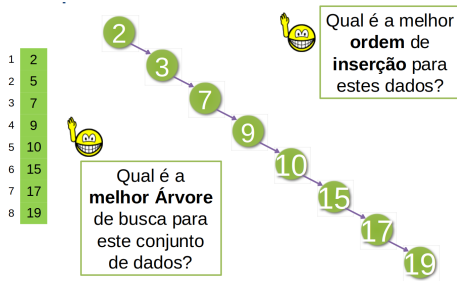 1 2
2 5
2 7
4 9
5 10
6 15
7 17
8 19
2
3
7
9
10
15
17
19
Qual é a melhor
ordem de
inserção para
estes dados?
Qual é a
melhor Árvore
de busca para
este conjunto
de dados?